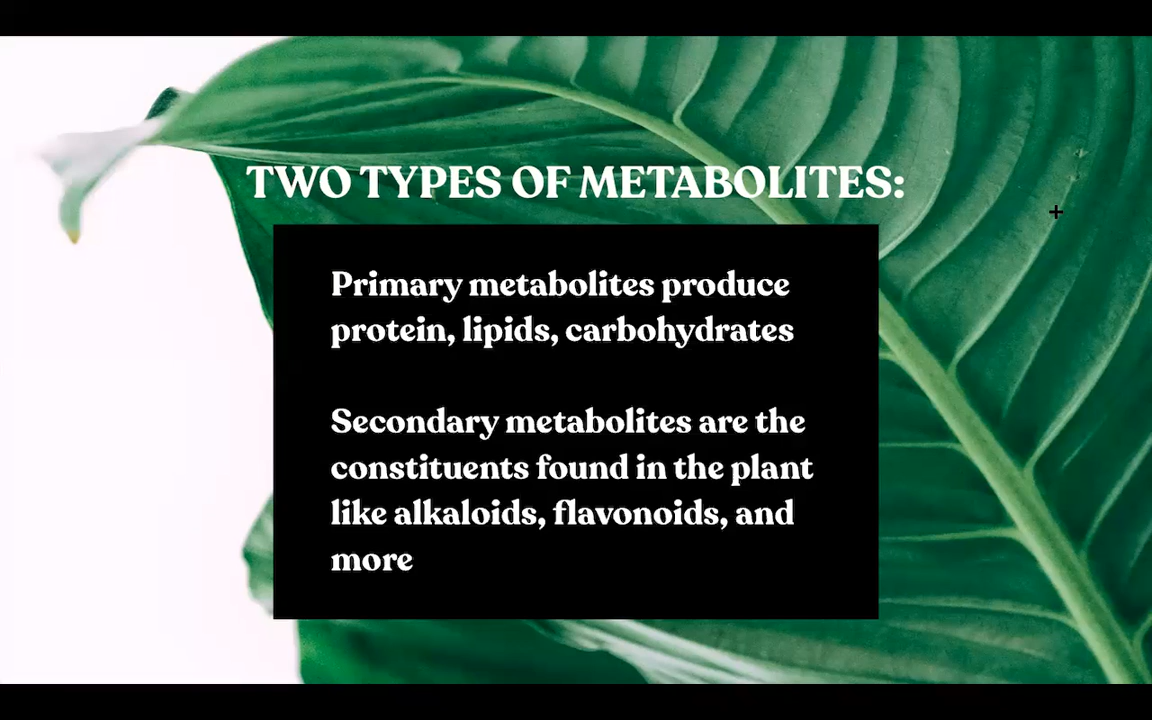 TWO TYPES OF METABOLITES:
Primary metabolites produce
protein, lipids, carbohydrates
Secondary metabolites are the
constituents found in the plant
like alkaloids, flavonoids, and
more